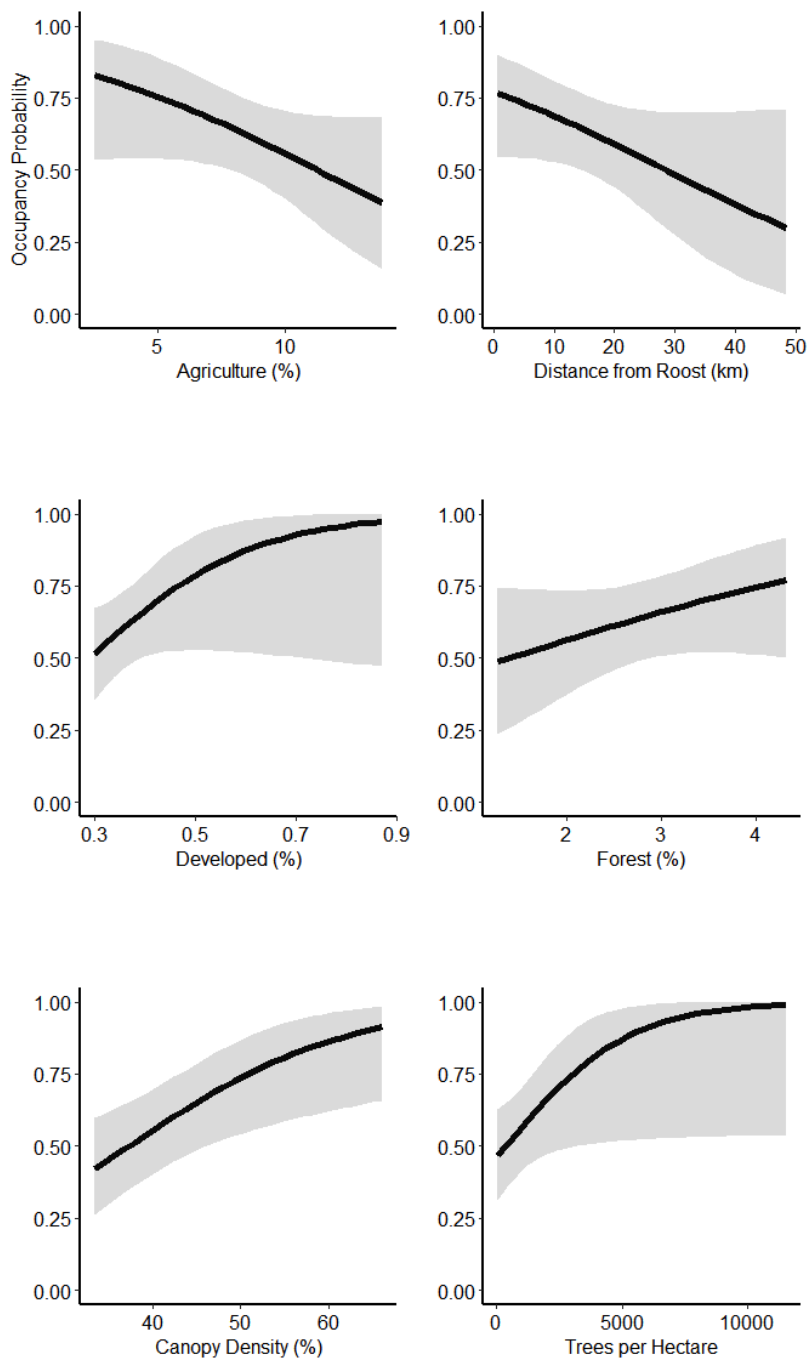 Occupancy Probability
1.00
0.75
0.50
0.25
0.00
5 10
Agriculture (%)
1.00
0.75
0.50
0.25
0.00
0 10 20 30 40 50
Distance from Roost (km)
1.00
0.75
0.50
0.25
0.00
0.3 0.5 0.7 0.9
Developed (%)
1.00
0.75
0.50
0.25
0.00
2 3 4
Forest (%)
1.00
0.75
0.50
0.25
0.00
40 50 60
Canopy Density (%)
1.00
0.75
0.50
0.25
0.00
0 5000 10000
Trees per Hectare